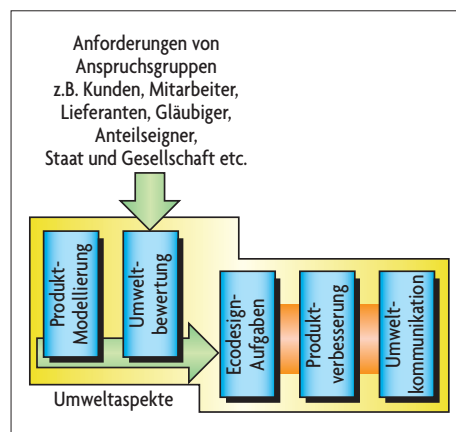 Anforderungen von
Anspruchsgruppen
z.B. Kunden, Mitarbeiter,
Lieferanten, Gläubiger,
Anteilseigner,
Staat und Gesellschaft etc.
Produkt-
Modellierung
Umwelt-
bewertung
Ecodesign-
Aufgaben
Produkt-
verbesserung
Umwelt-
kommunikation
Umweltaspekte